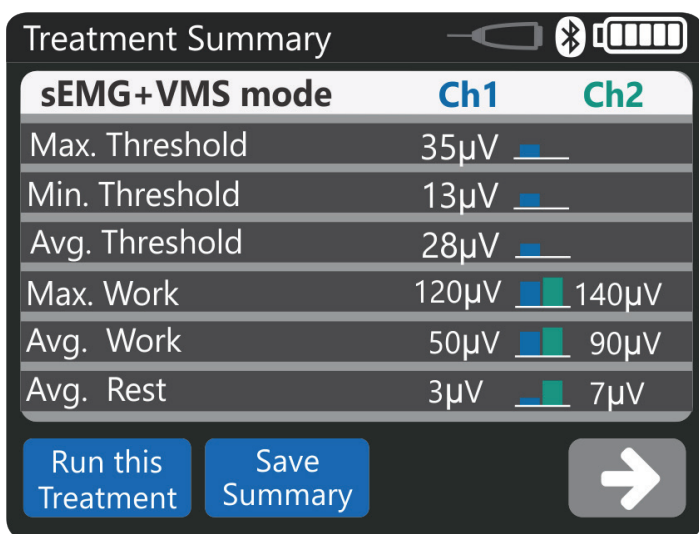 Treatment Summary
sEMG+VMS mode Ch1 Ch2
Max. Threshold 35µV
Min. Threshold 13µV
Avg. Threshold 28µV
Max. Work 120µV 140µV
Avg. Work 50µV 90µV
Avg. Rest 3µV 7µV
Run this
Treatment
Save
Summary